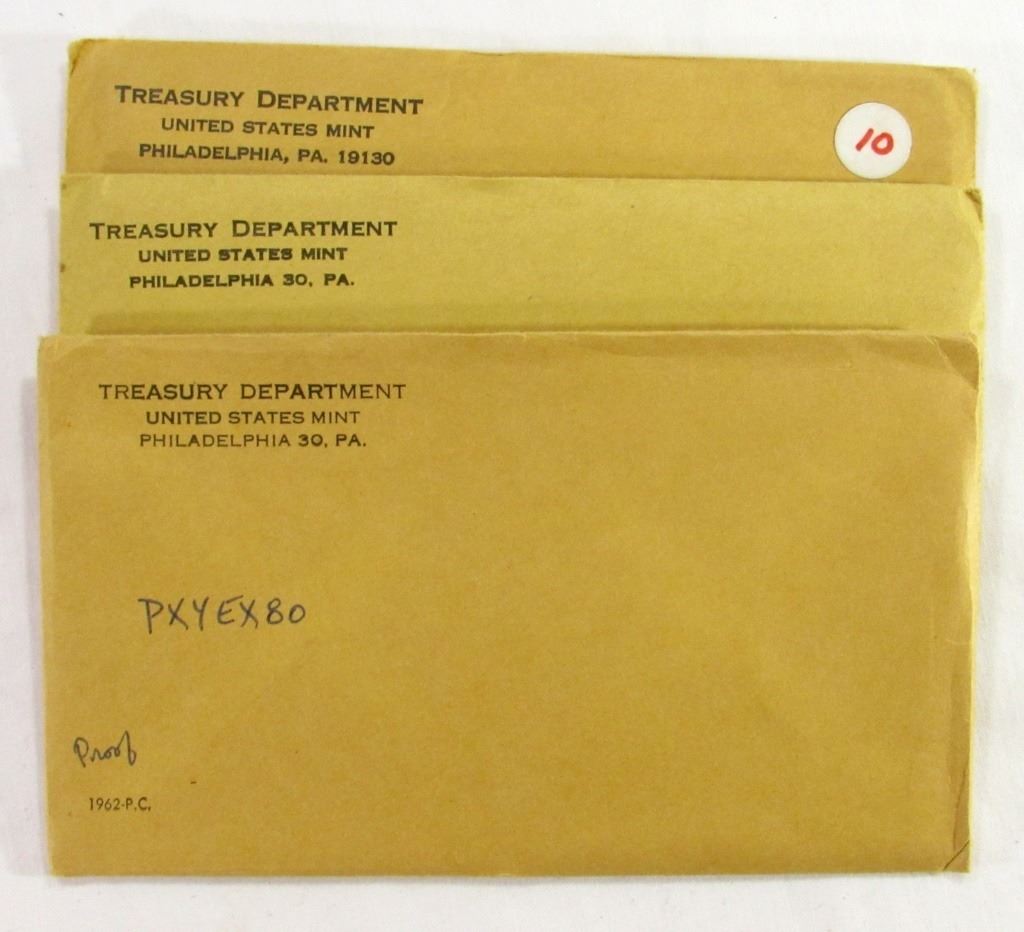 TREASURY DEPARTMENT
UNITED STATES MINT
PHILADELPHIA, PA. 19130
10
TREASURY DEPARTMENT
UNITED STATES MINT
PHILADELPHIA 30, PA.
TREASURY DEPARTMENT
UNITED STATES MINT
PHILADELPHIA 30, PA.
PXYEX80
Proof
1962-P.C.